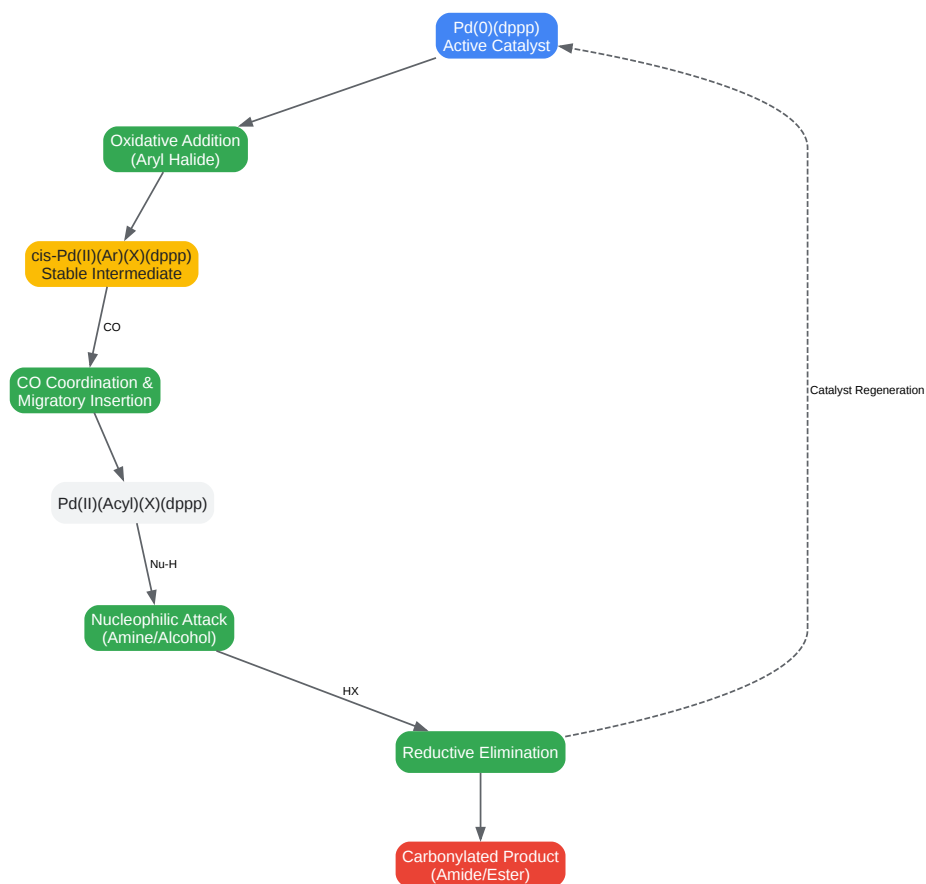 Pd(0)(dppp)
Active Catalyst
Oxidative Addition
(Aryl Halide)
cis-Pd(II)(Ar)(X)(dppp)
Stable Intermediate
CO
CO Coordination &
Migratory Insertion
Catalyst Regeneration
Pd(II)(Acyl)(X)(dppp)
Nu-H
Nucleophilic Attack
(Amine/Alcohol)
HX
Reductive Elimination
Carbonylated Product
(Amide/Ester)